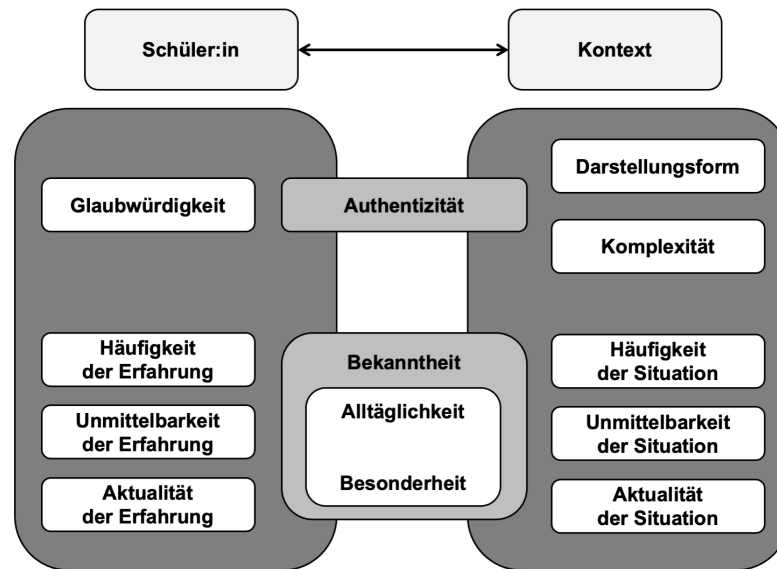 Schüler:in
Kontext
Darstellungsform
Glaubwürdigkeit
Authentizität
Komplexität
Häufigkeit
der Erfahrung
Bekanntheit
Häufigkeit
der Situation
Alltäglichkeit
Unmittelbarkeit
der Erfahrung
Unmittelbarkeit
der Situation
Besonderheit
Aktualität
der Erfahrung
Aktualität
der Situation